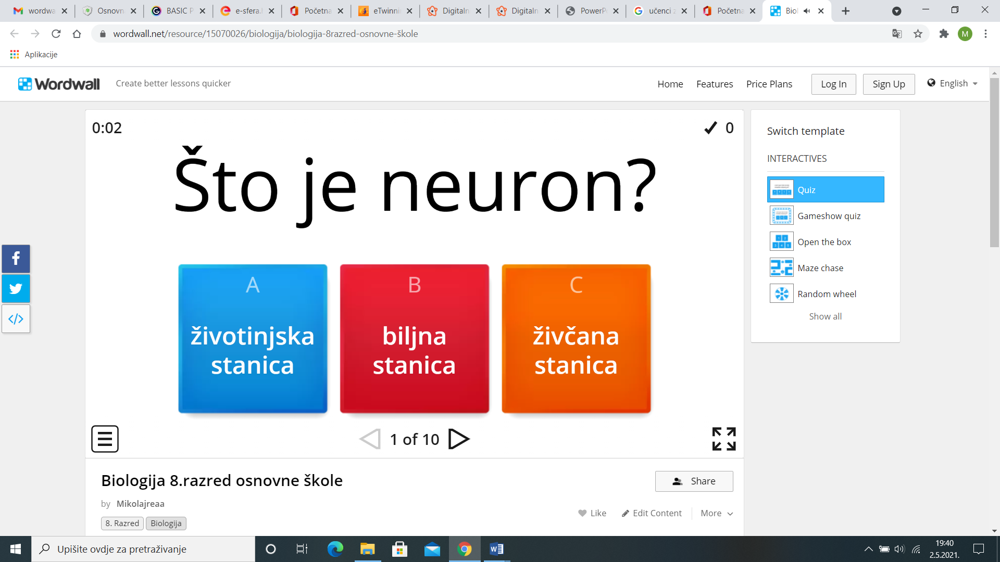 wordwa
Osnovn
BASIC P
e-sfera.
Početna
eTwinnin
Digitaln
Digitaln
PowerP
učenci z
Početna
Bio
wordwall.net/resource/15070026/biologija/biologija-8razred-osnovne-škole
M
Aplikacije
Wordwall
Create better lessons quicker
Home Features Price Plans Log In Sign Up English
0:02
0
Što je neuron?
A
životinjska
stanica
B
biljna
stanica
C
živčana
stanica
1 of 10
Switch template
INTERACTIVES
Quiz
Gameshow quiz
Open the box
Maze chase
Random wheel
Show all
Biologija 8.razred osnovne škole
Share
by Mikolajreaa
Like Edit Content More
8. Razred Biologija
Upišite ovdje za pretraživanje
19:40
2.5.2021.